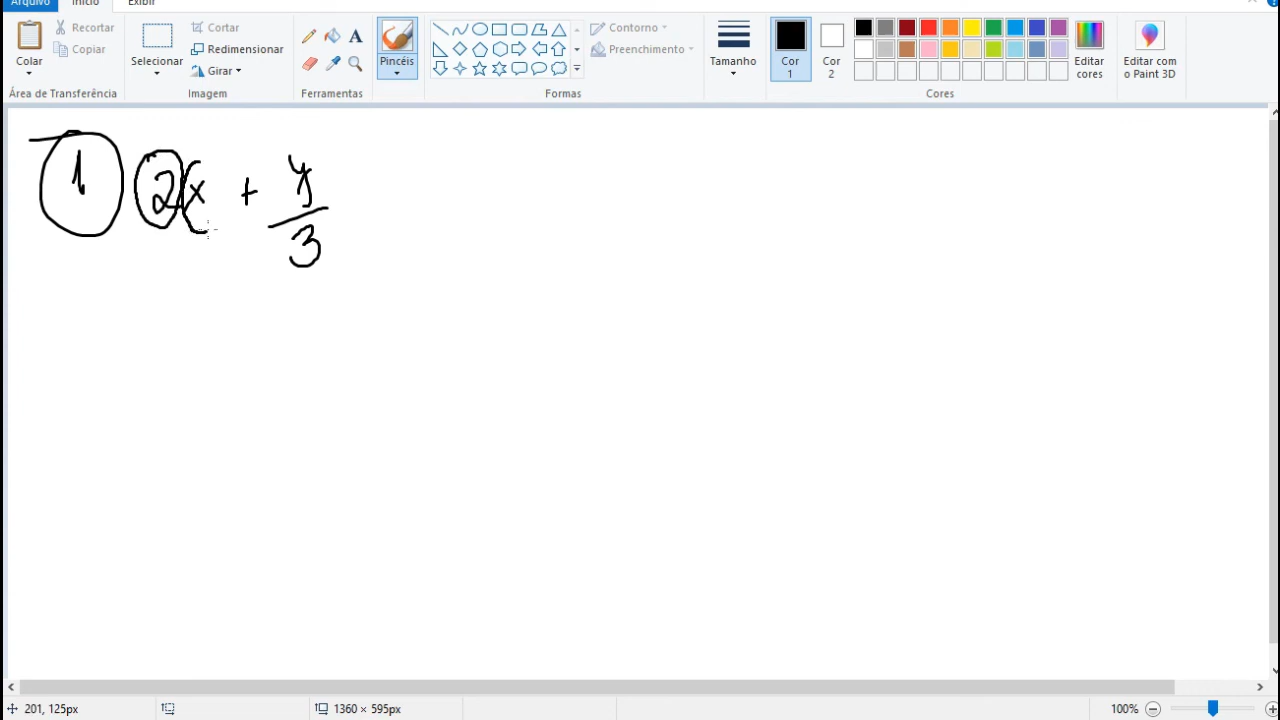 Arquivo Início Exibir
Colar
Recortar
Copiar
Área de Transferência
Selecionar
Cortar
Redimensionar
Girar
Imagem
Ferramentas
Pincéis
Formas
Contorno
Preenchimento
Tamanho
Cor 1
Cor 2
Cores
Editar cores
Editar com o Paint 3D
1 2x + y/3
201, 125px
1360 × 595px
100%